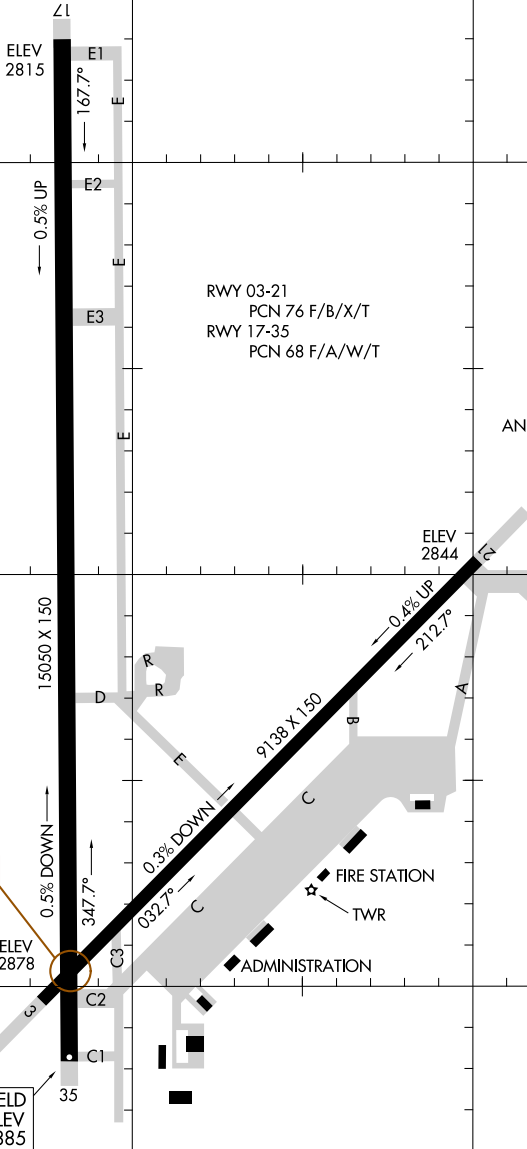 17
ELEV
2815
E1
E
167.7°
E2
0.5% UP
E
E3
RWY 03-21
PCN 76 F/B/X/T
RWY 17-35
PCN 68 F/A/W/T
E
AN
ELEV
2844
21
0.4% UP
212.7°
15050 X 150
R
R
D
A
B
9138 X 150
E
C
0.3% DOWN
032.7°
0.5% DOWN
347.7°
FIRE STATION
C
TWR
ELEV
2878
C3
ADMINISTRATION
3
C2
C1
35
ELD
LEV
385